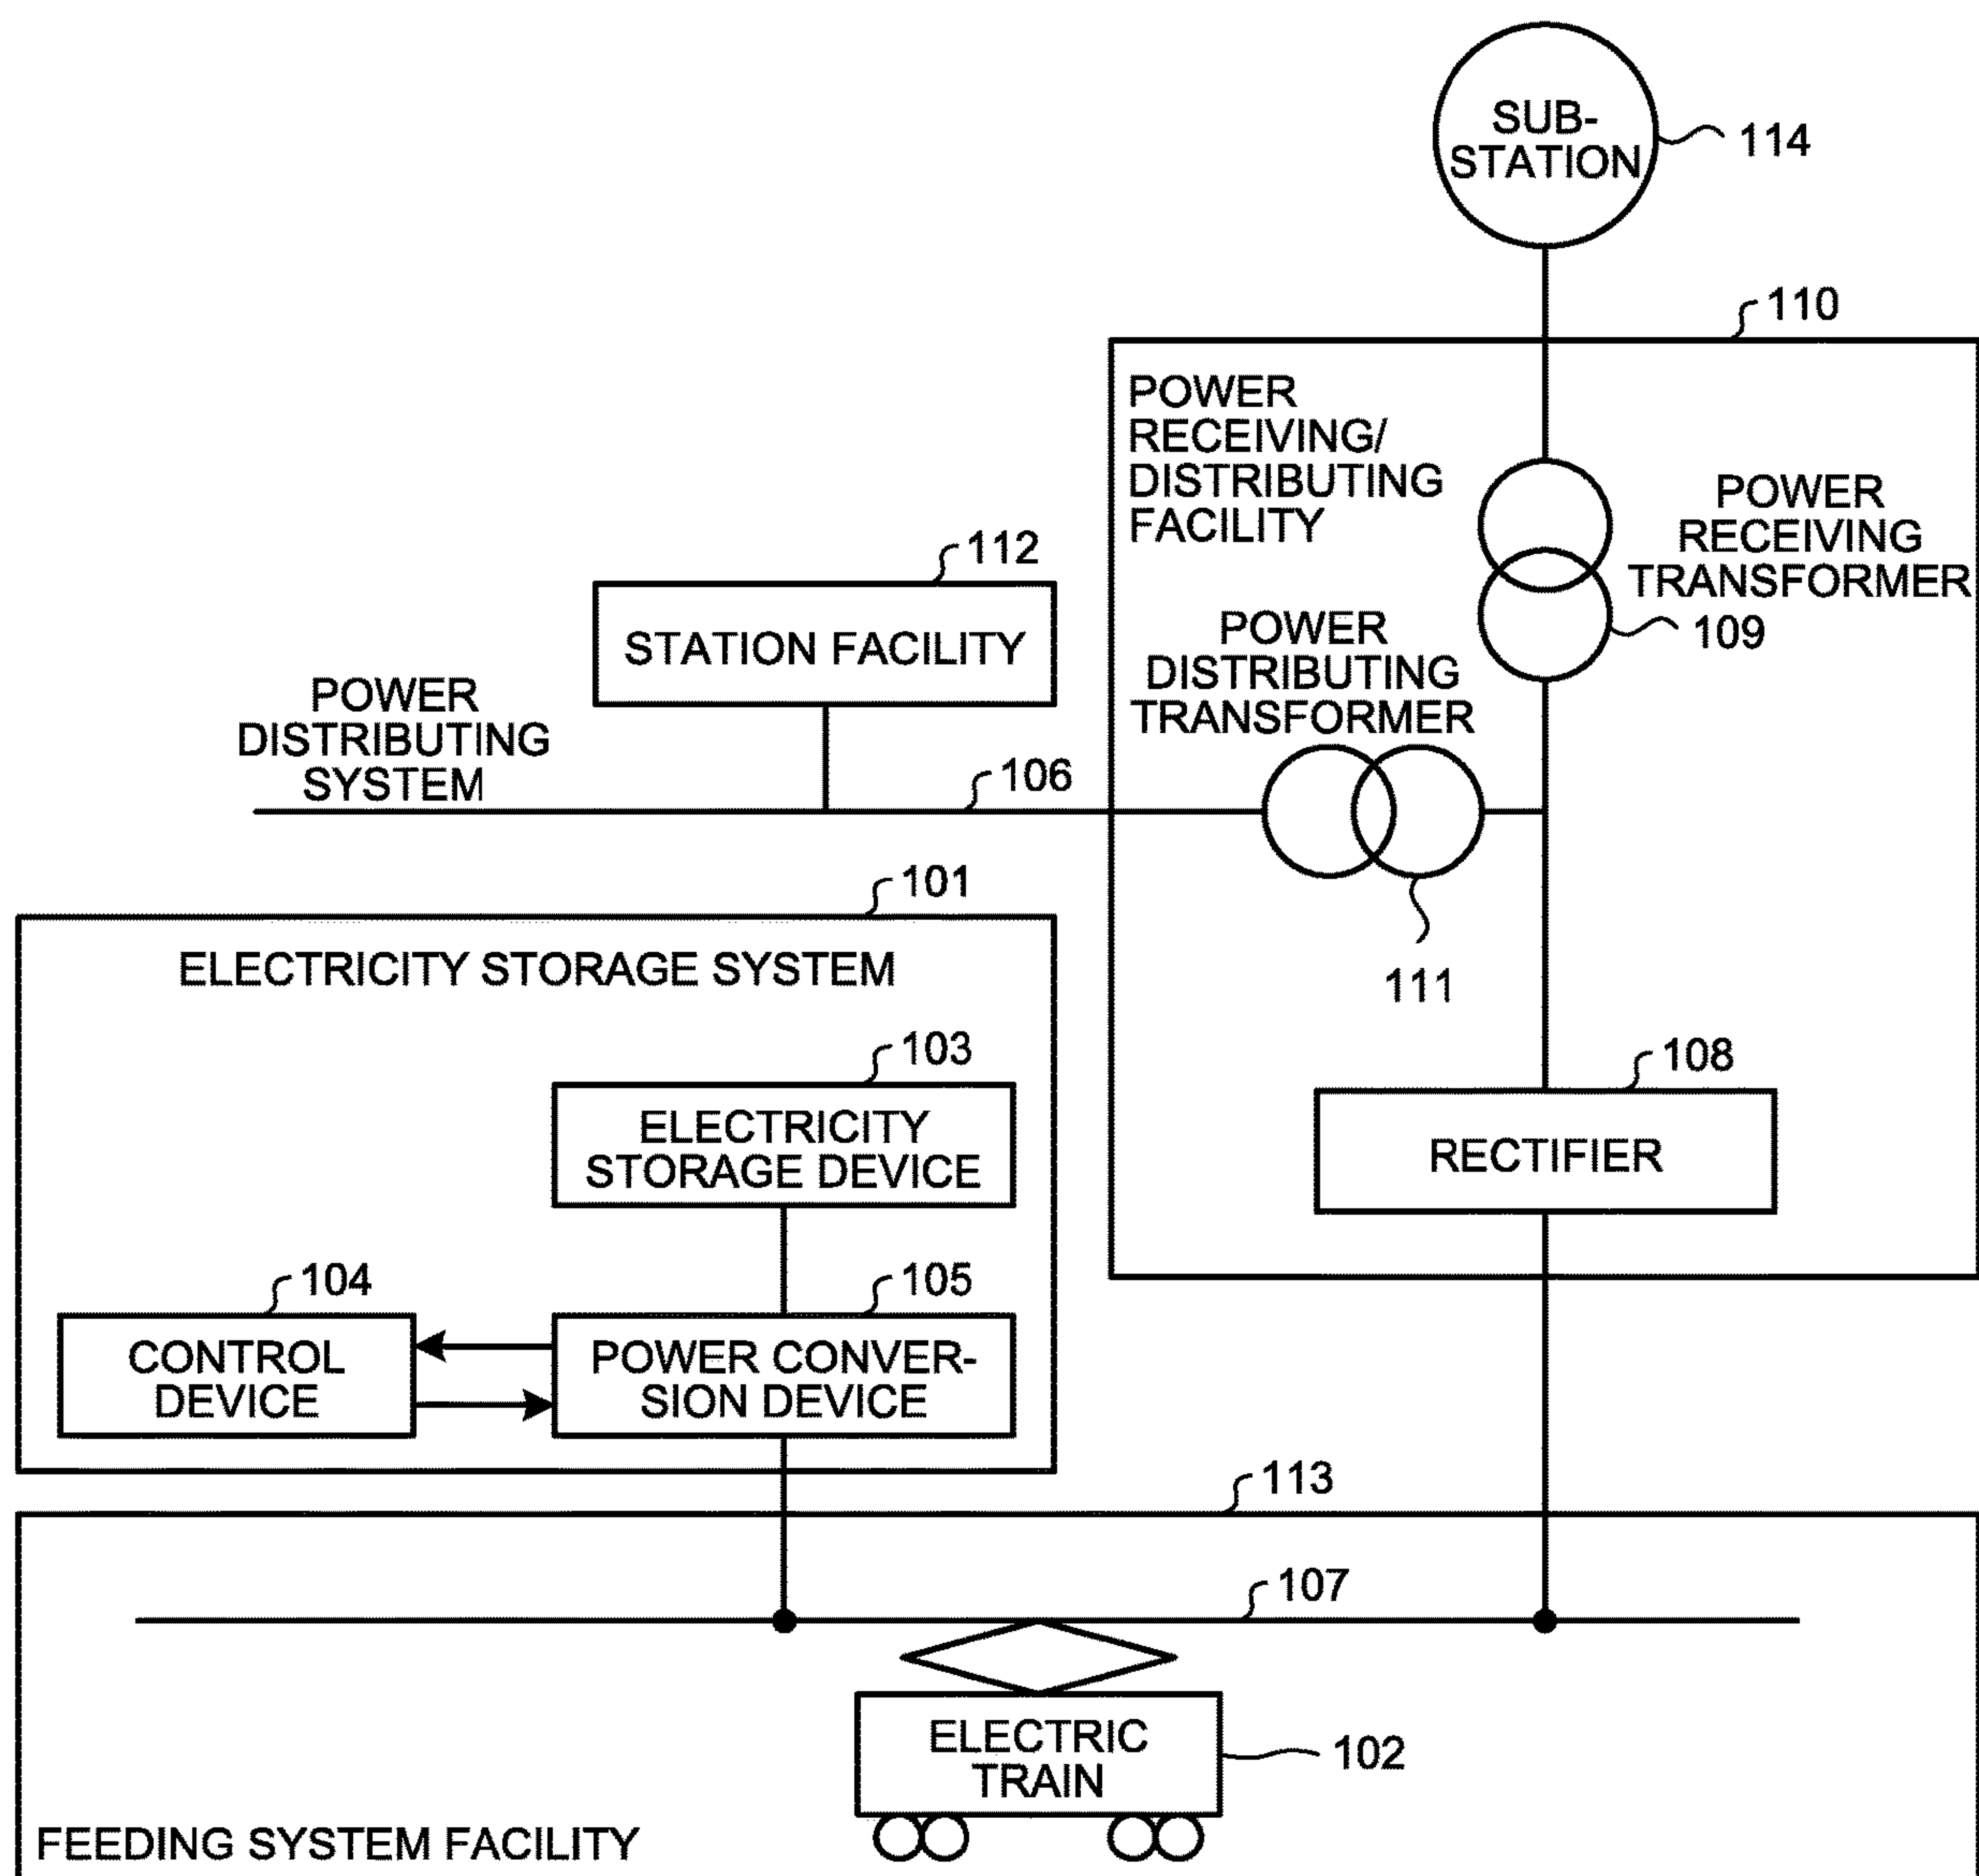 SUB-
STATION
114
110
POWER
RECEIVING/
DISTRIBUTING
FACILITY
POWER
RECEIVING
TRANSFORMER
109
112
STATION FACILITY
POWER
DISTRIBUTING
TRANSFORMER
POWER
DISTRIBUTING
SYSTEM
106
111
101
ELECTRICITY STORAGE SYSTEM
103
ELECTRICITY
STORAGE DEVICE
108
RECTIFIER
104
CONTROL
DEVICE
105
POWER CONVER-
SION DEVICE
113
107
ELECTRIC
TRAIN
102
FEEDING SYSTEM FACILITY